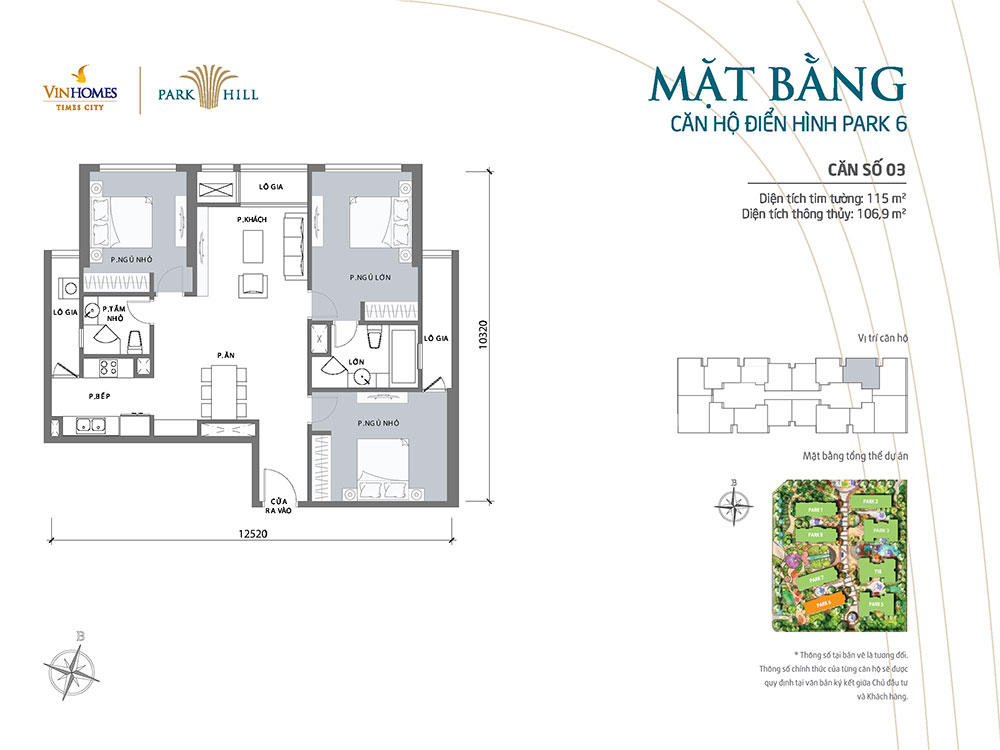 VINHOMES
TIMES CITY
PARK HILL
MẶT BẰNG
CĂN HỘ ĐIỂN HÌNH PARK 6
CĂN SỐ 03
Diện tích tim tường: 115 m²
Diện tích thông thủy: 106,9 m²
LÔ GIA
P.KHÁCH
P.NGỦ NHỎ
P.NGỦ LỚN
LÔ GIA
P.TẮM
NHỎ
LÔ GIA
P.ĂN
LỚN
P.BẾP
P.NGỦ NHỎ
CỬA
RA VÀO
10320
12520
Vị trí căn hộ
Mặt bằng tổng thể dự án
B
PARK 1
PARK 2
PARK 8
PARK 3
PARK 7
T18
PARK 6
PARK 5
B
* Thông số tại bản vẽ là tương đối.
Thông số chính thức của từng căn hộ sẽ được
quy định tại văn bản ký kết giữa Chủ đầu tư
và Khách hàng.